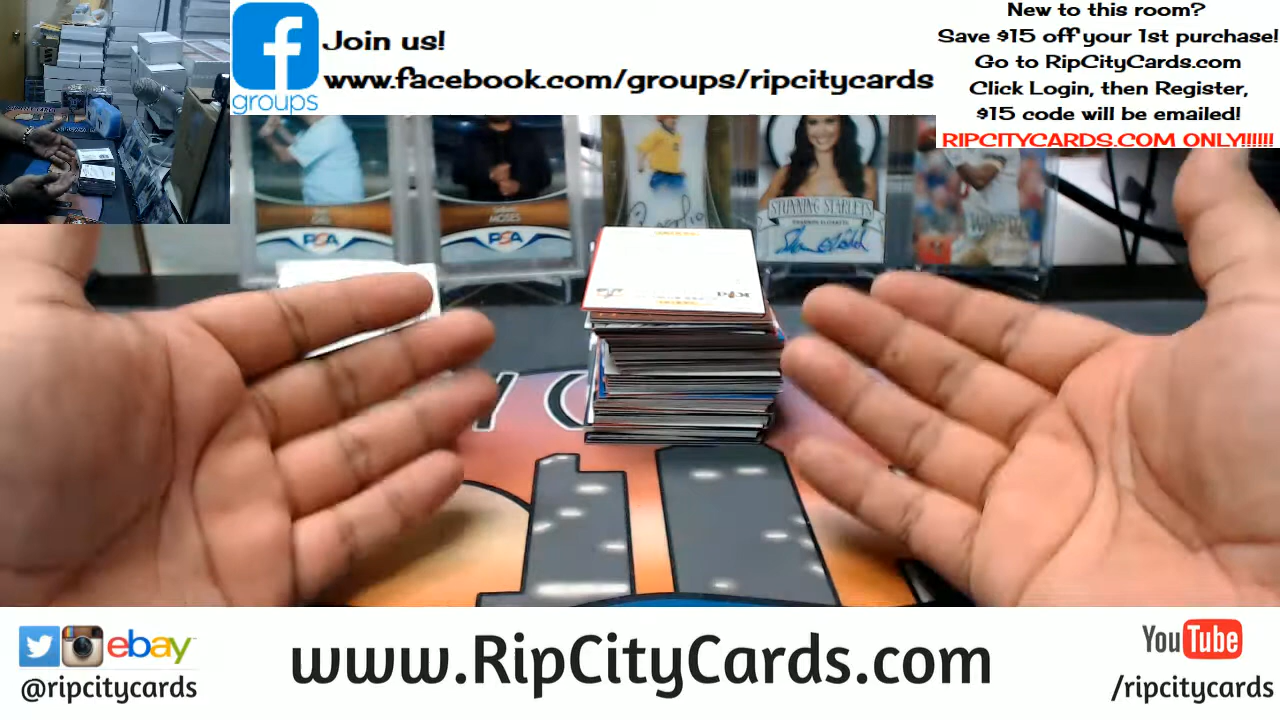 Join us!
www.facebook.com/groups/ripcitycards
groups
New to this room?
Save $15 off your 1st purchase!
Go to RipCityCards.com
Click Login, then Register,
$15 code will be emailed!
RIPCITYCARDS.COM ONLY!!!!!!
MOSES
STUNNING STARLETS
WINSTON
Y C
ebay
@ripcitycards
www.RipCityCards.com
YouTube
/ripcitycards